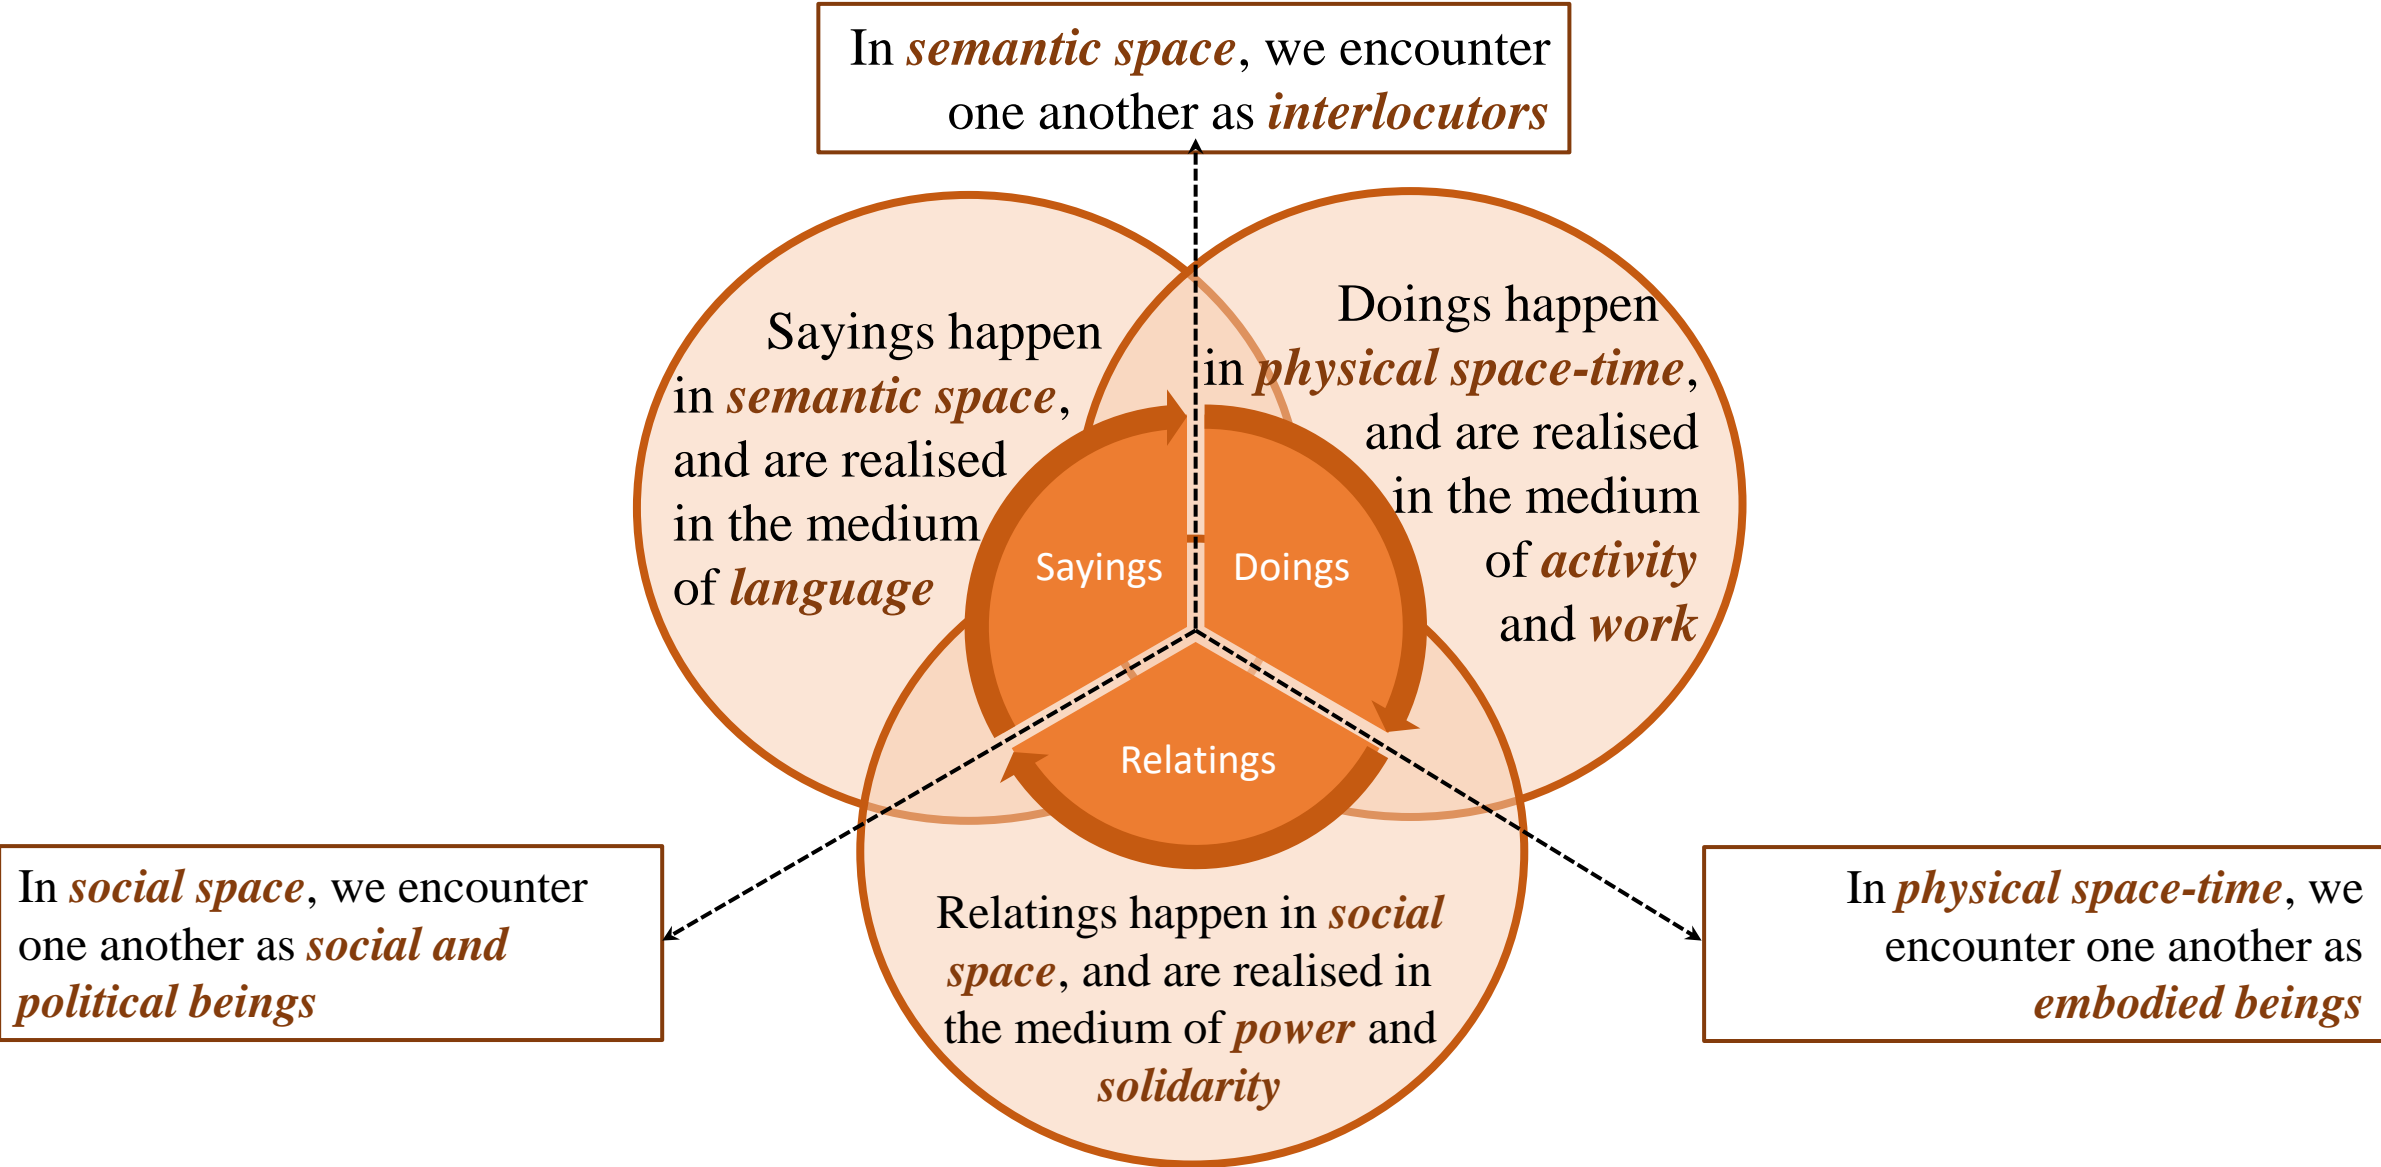 In semantic space, we encounter
one another as interlocutors
Sayings happen
in semantic space,
and are realised
in the medium
of language
Doings happen
in physical space-time,
and are realised
in the medium
of activity
and work
Sayings
Doings
Relatings
In social space, we encounter
one another as social and
political beings
Relatings happen in social
space, and are realised in
the medium of power and
solidarity
In physical space-time, we
encounter one another as
embodied beings